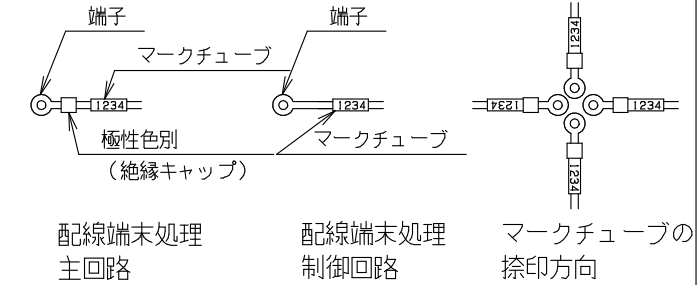 端子
端子
マークチューブ
1234
1234
極性色別
(絶縁キャップ)
マークチューブ
1234
1234
1234
1234
配線端末処理
主回路
配線端末処理
制御回路
マークチューブの
捺印方向